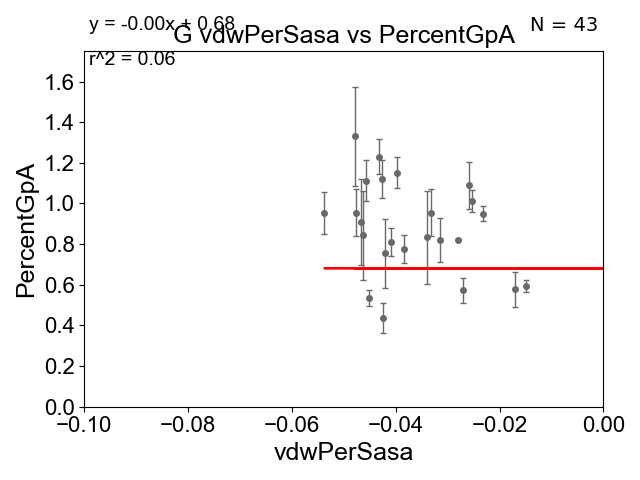 y = -0.00x + 0.68
G vdwPerSasa vs PercentGpA
N = 43
r^2 = 0.06
PercentGpA
1.6
1.4
1.2
1.0
0.8
0.6
0.4
0.2
0.0
−0.10 −0.08 −0.06 −0.04 −0.02 0.00
vdwPerSasa